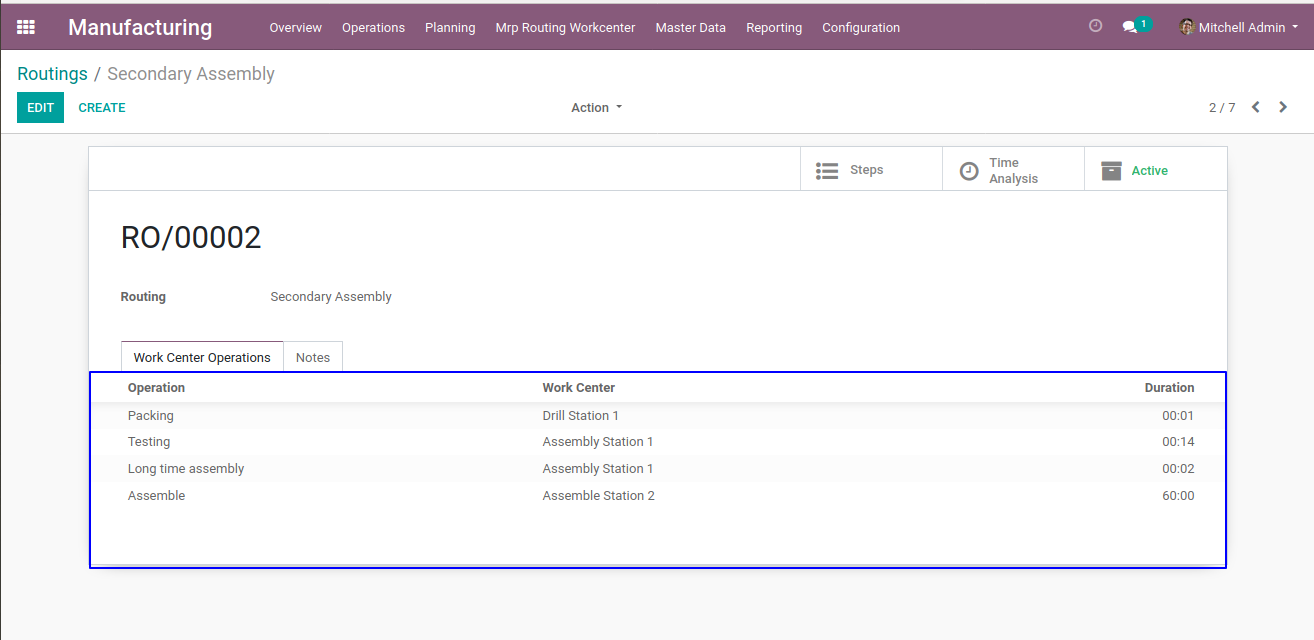 Manufacturing Overview Operations Planning Mrp Routing Workcenter Master Data Reporting Configuration 1 Mitchell Admin
Routings / Secondary Assembly
EDIT CREATE Action 2 / 7
Steps Time Analysis Active
RO/00002
Routing Secondary Assembly
Work Center Operations Notes
Operation Work Center Duration
Packing Drill Station 1 00:01
Testing Assembly Station 1 00:14
Long time assembly Assembly Station 1 00:02
Assemble Assemble Station 2 60:00